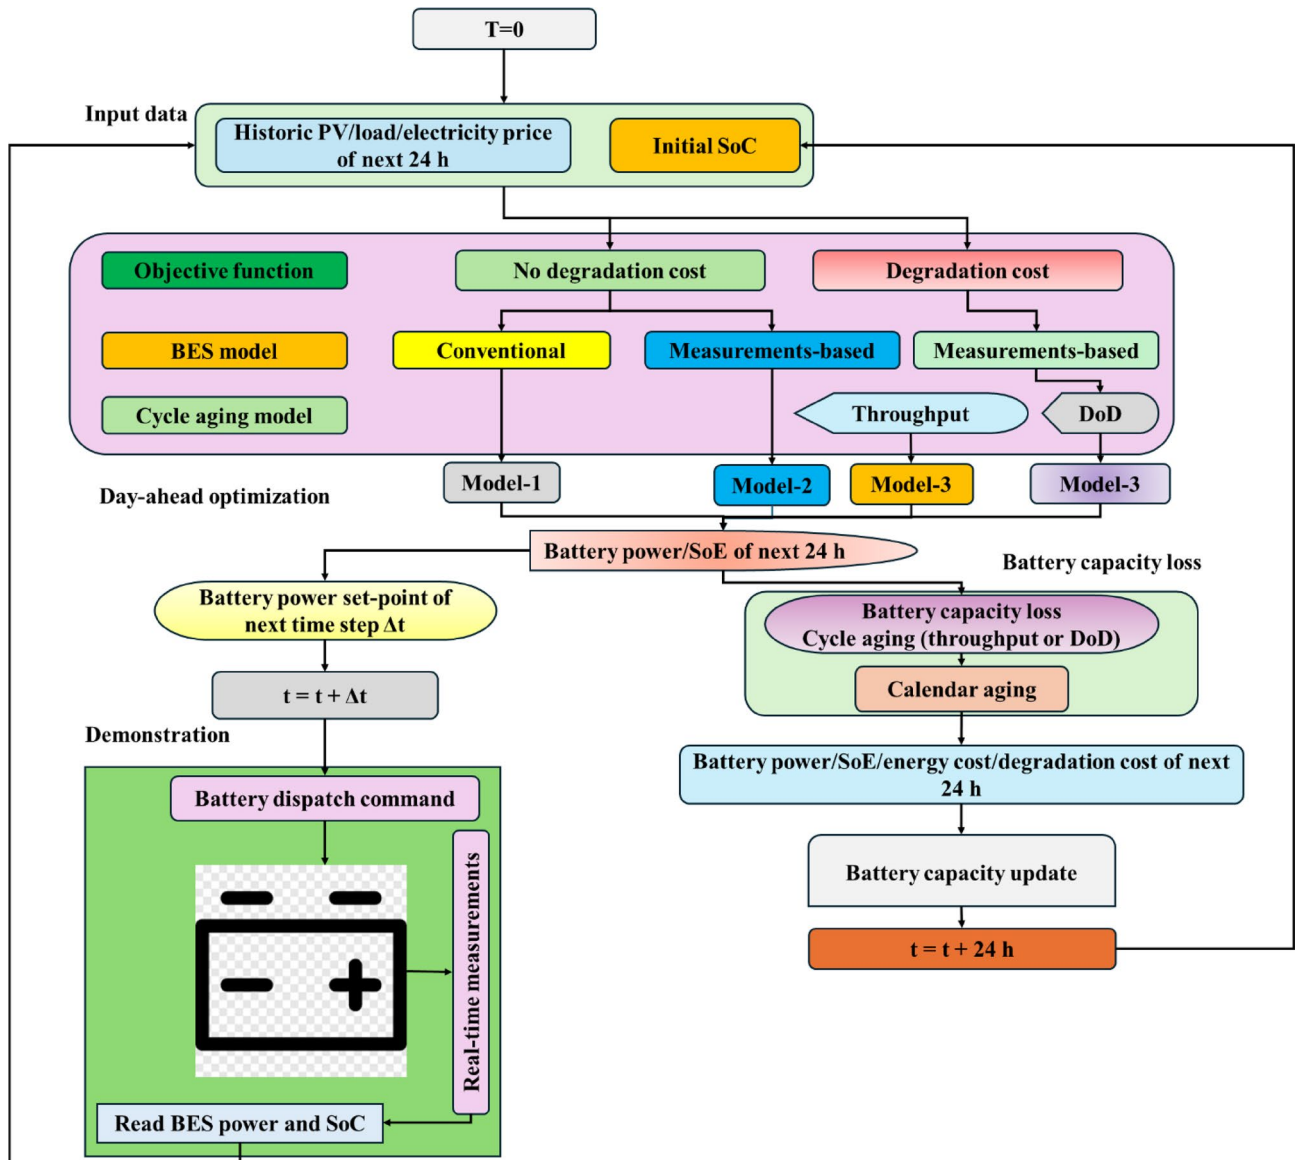 T=0
Input data
Historic PV/load/electricity price
of next 24 h
Initial SoC
Objective function
No degradation cost
Degradation cost
BES model
Conventional
Measurements-based
Measurements-based
Cycle aging model
Throughput
DoD
Model-1
Model-2
Model-3
Model-3
Day-ahead optimization
Battery power/SoE of next 24 h
Battery capacity loss
Battery power set-point of
next time step Δt
Battery capacity loss
Cycle aging (throughput or DoD)
t = t + Δt
Calendar aging
Demonstration
Battery power/SoE/energy cost/degradation cost of next
24 h
Battery dispatch command
Real-time measurements
Battery capacity update
t = t + 24 h
Read BES power and SoC